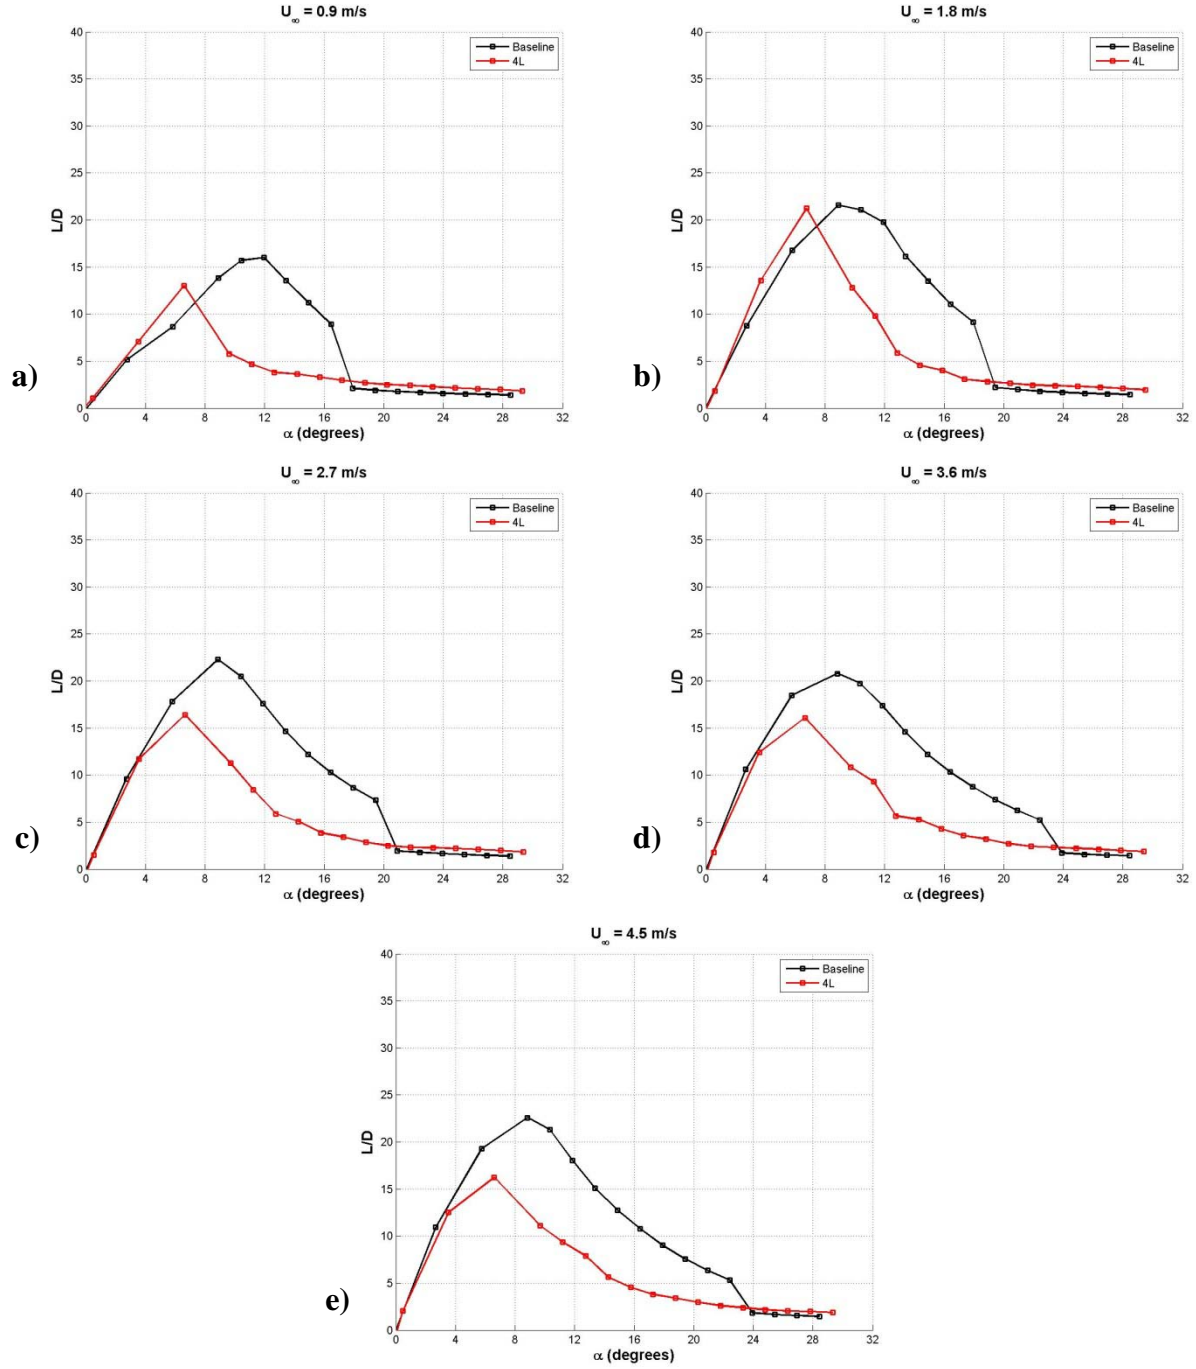 U∞ = 0.9 m/s
40
35
30
25
20
15
10
5
0
L/D
Baseline
4L
0 4 8 12 16 20 24 28 32
α (degrees)
a)
U∞ = 1.8 m/s
40
35
30
25
20
15
10
5
0
L/D
Baseline
4L
0 4 8 12 16 20 24 28 32
α (degrees)
b)
U∞ = 2.7 m/s
40
35
30
25
20
15
10
5
0
L/D
Baseline
4L
0 4 8 12 16 20 24 28 32
α (degrees)
c)
U∞ = 3.6 m/s
40
35
30
25
20
15
10
5
0
L/D
Baseline
4L
0 4 8 12 16 20 24 28 32
α (degrees)
d)
U∞ = 4.5 m/s
40
35
30
25
20
15
10
5
0
L/D
Baseline
4L
0 4 8 12 16 20 24 28 32
α (degrees)
e)